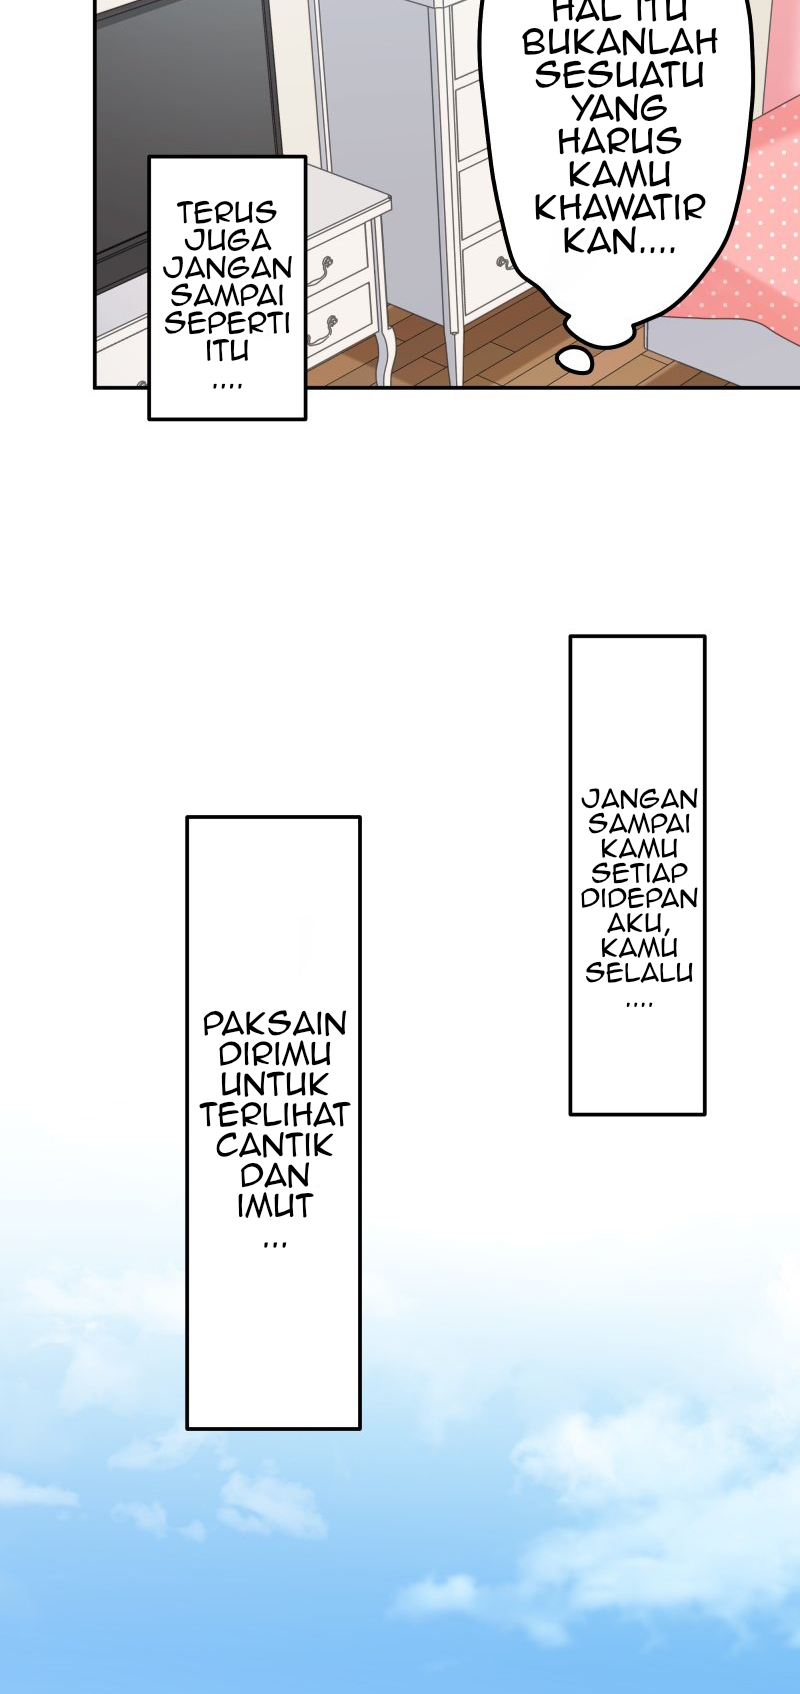 HAL ITU
BUKANLAH
SESUATU
YANG
HARUS
KAMU
KHAWATIR
KAN....
TERUS
JUGA
JANGAN
SAMPAI
SEPERTI
ITU
....
JANGAN
SAMPAI
KAMU
SETIAP
DIDEPAN
AKU,
KAMU
SELALU
....
PAKSAIN
DIRIMU
UNTUK
TERLIHAT
CANTIK
DAN
IMUT
...